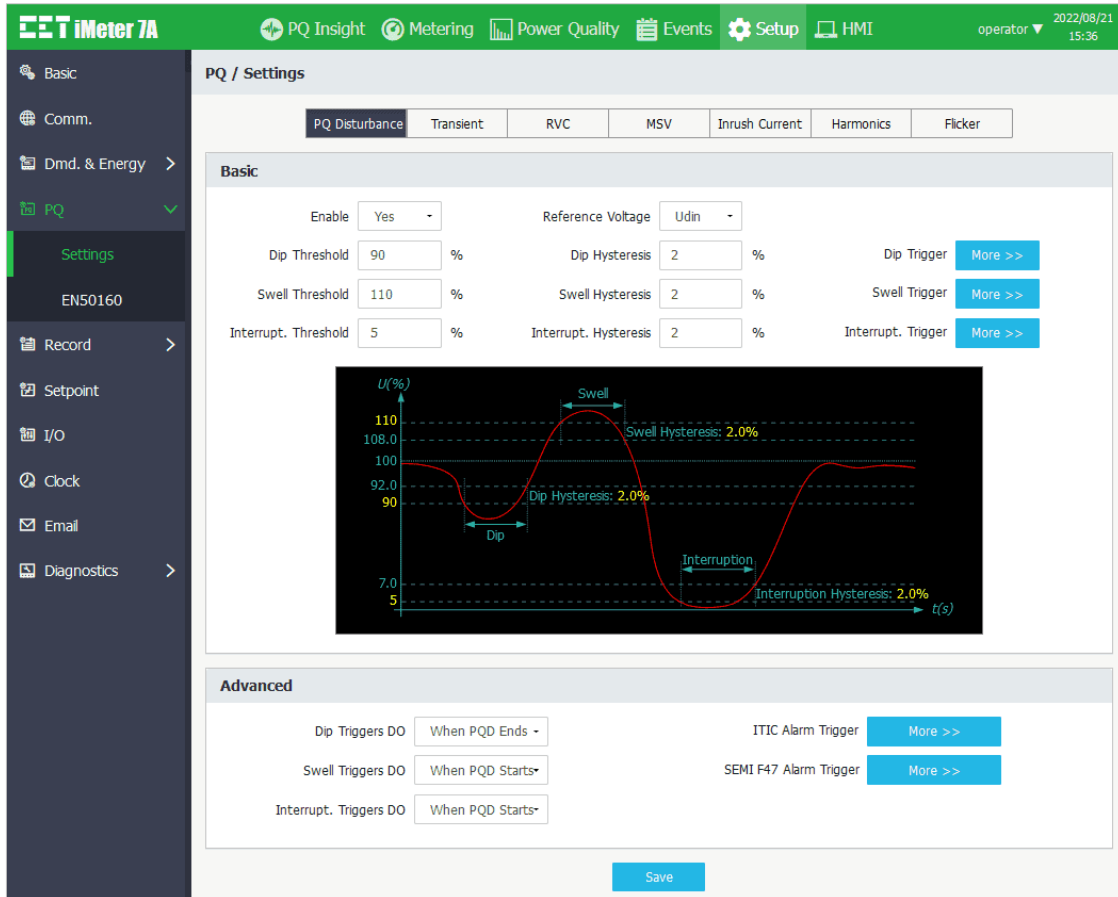 CET iMeter 7A
PQ Insight Metering Power Quality Events Setup HMI operator ▼ 2022/08/21 15:36
Basic
Comm.
Dmd. & Energy >
PQ
Settings
EN50160
Record >
Setpoint
I/O
Clock
Email
Diagnostics >
PQ / Settings
PQ Disturbance Transient RVC MSV Inrush Current Harmonics Flicker
Basic
Enable Yes Reference Voltage Udin
Dip Threshold 90 % Dip Hysteresis 2 % Dip Trigger More >>
Swell Threshold 110 % Swell Hysteresis 2 % Swell Trigger More >>
Interrupt. Threshold 5 % Interrupt. Hysteresis 2 % Interrupt. Trigger More >>
U(%)
Swell
110
Swell Hysteresis: 2.0%
108.0
100
92.0
Dip Hysteresis: 2.0%
90
Dip
Interruption
7.0
Interruption Hysteresis: 2.0%
5
t(s)
Advanced
Dip Triggers DO When PQD Ends ITIC Alarm Trigger More >>
Swell Triggers DO When PQD Starts SEMI F47 Alarm Trigger More >>
Interrupt. Triggers DO When PQD Starts
Save